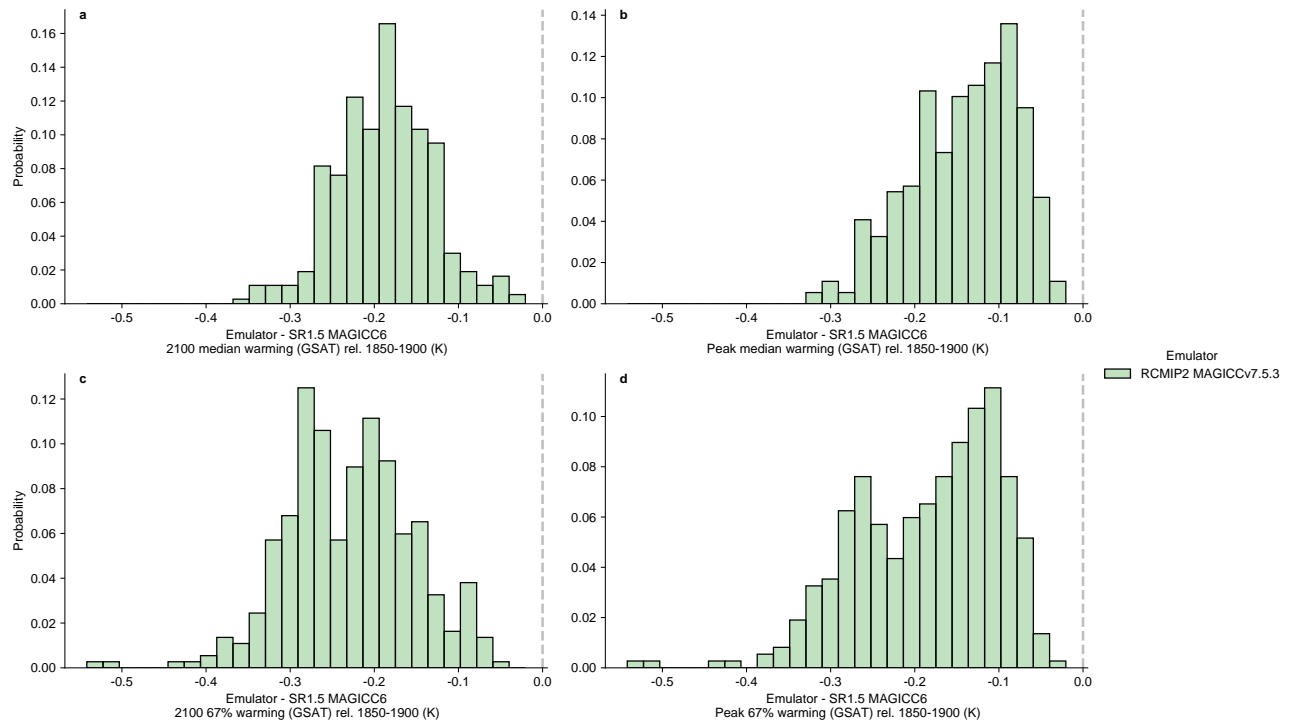 a
0.16
0.14
0.12
0.10
0.08
0.06
0.04
0.02
0.00
Probability
-0.5 -0.4 -0.3 -0.2 -0.1 0.0
Emulator - SR1.5 MAGICC6
2100 median warming (GSAT) rel. 1850-1900 (K)
b
0.14
0.12
0.10
0.08
0.06
0.04
0.02
0.00
-0.5 -0.4 -0.3 -0.2 -0.1 0.0
Emulator - SR1.5 MAGICC6
Peak median warming (GSAT) rel. 1850-1900 (K)
Emulator
RCMIP2 MAGICCv7.5.3
c
0.12
0.10
0.08
0.06
0.04
0.02
0.00
Probability
-0.5 -0.4 -0.3 -0.2 -0.1 0.0
Emulator - SR1.5 MAGICC6
2100 67% warming (GSAT) rel. 1850-1900 (K)
d
0.10
0.08
0.06
0.04
0.02
0.00
-0.5 -0.4 -0.3 -0.2 -0.1 0.0
Emulator - SR1.5 MAGICC6
Peak 67% warming (GSAT) rel. 1850-1900 (K)